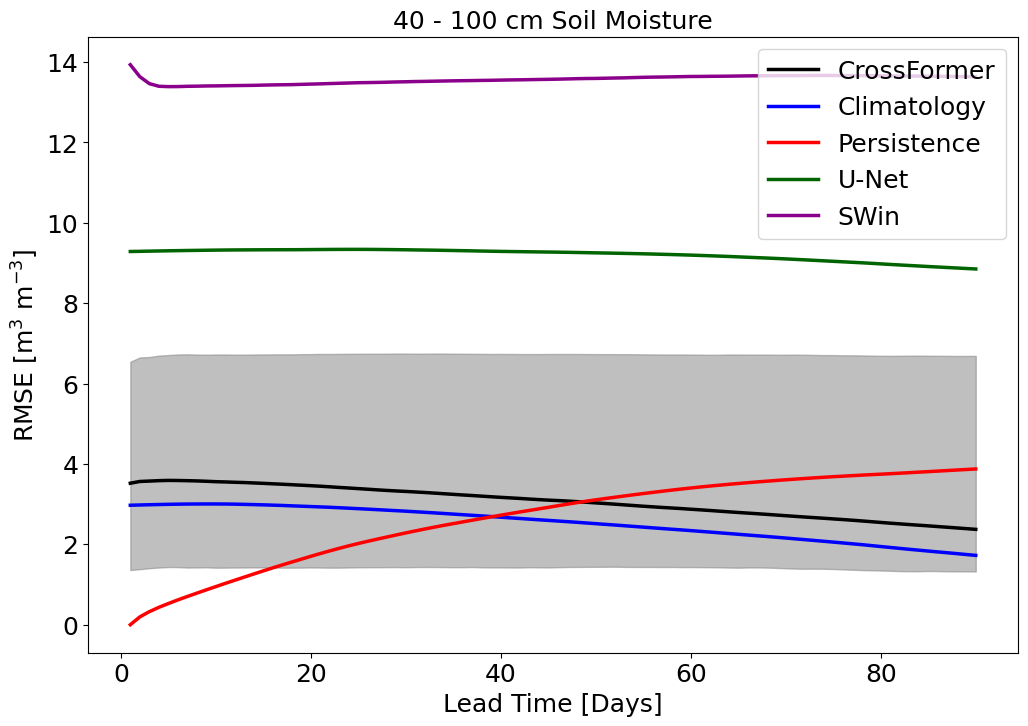 40 - 100 cm Soil Moisture
14
12
10
8
6
4
2
0
RMSE [m³ m⁻³]
CrossFormer
Climatology
Persistence
U-Net
SWin
0 20 40 60 80
Lead Time [Days]